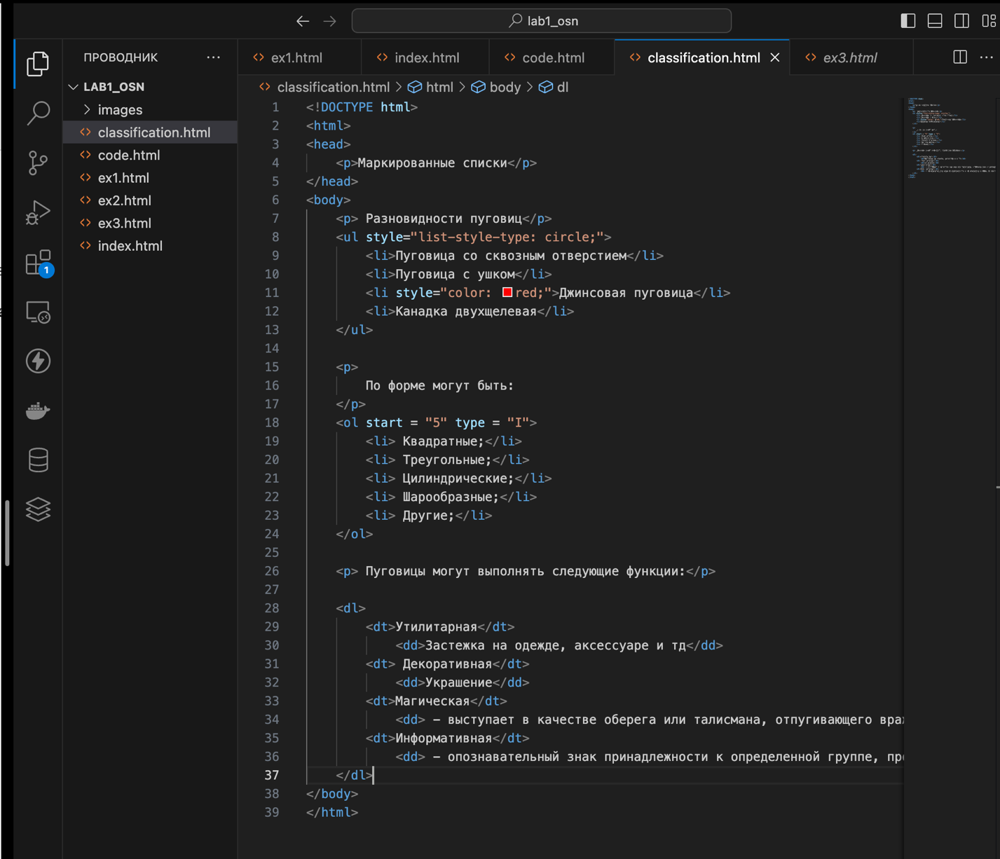 lab1_osn
ПРОВОДНИК
LAB1_OSN
images
classification.html
code.html
ex1.html
ex2.html
ex3.html
index.html
1
ex1.html
index.html
code.html
classification.html
ex3.html
classification.html > html > body > dl
1 <!DOCTYPE html>
2 <html>
3 <head>
4 <p>Маркированные списки</p>
5 </head>
6 <body>
7 <p> Разновидности пуговиц</p>
8 <ul style="list-style-type: circle;">
9 <li>Пуговица со сквозным отверстием</li>
10 <li>Пуговица с ушком</li>
11 <li style="color: red;">Джинсовая пуговица</li>
12 <li>Канадка двухщелевая</li>
13 </ul>
14
15 <p>
16 По форме могут быть:
17 </p>
18 <ol start = "5" type = "I">
19 <li> Квадратные;</li>
20 <li> Треугольные;</li>
21 <li> Цилиндрические;</li>
22 <li> Шарообразные;</li>
23 <li> Другие;</li>
24 </ol>
25
26 <p> Пуговицы могут выполнять следующие функции:</p>
27
28 <dl>
29 <dt>Утилитарная</dt>
30 <dd>Застежка на одежде, аксессуаре и тд</dd>
31 <dt> Декоративная</dt>
32 <dd>Украшение</dd>
33 <dt>Магическая</dt>
34 <dd> – выступает в качестве оберега или талисмана, отпугивающего
35 <dt>Информативная</dt>
36 <dd> – опознавательный знак принадлежности к определенной группе,
37 </dl>
38 </body>
39 </html>